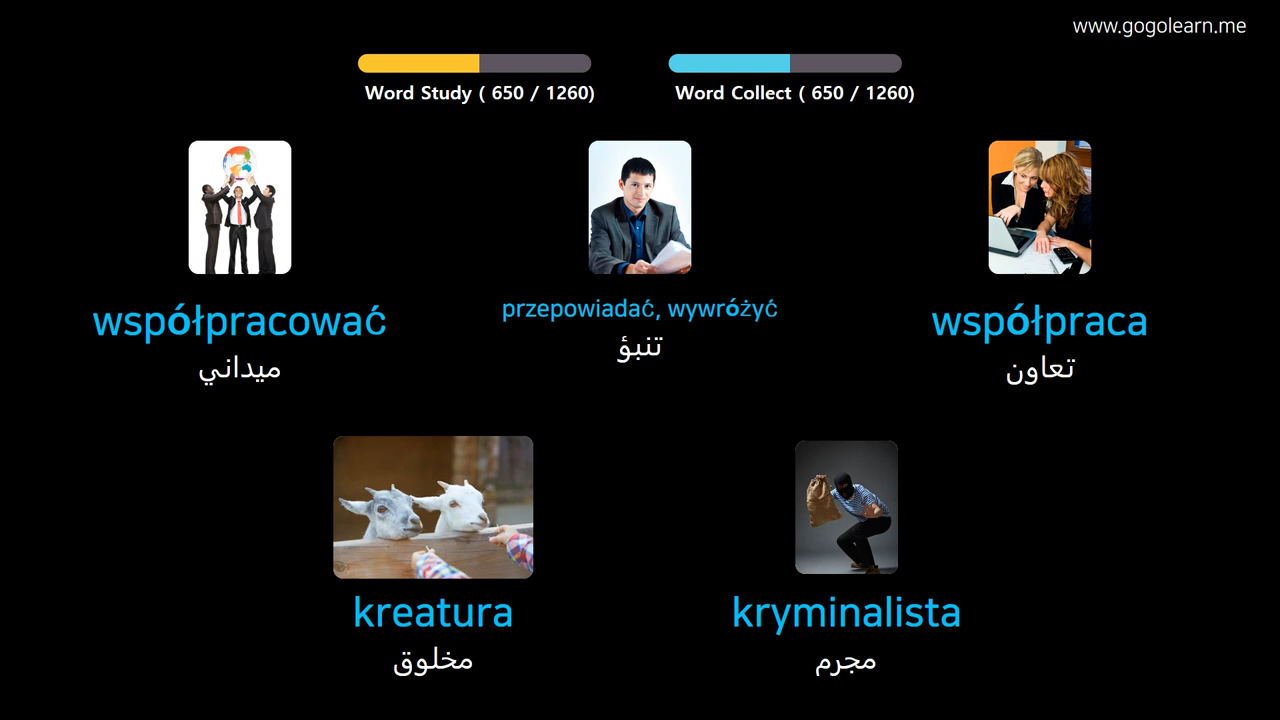 www.gogolearn.me
Word Study ( 650 / 1260)
Word Collect ( 650 / 1260)
współpracować
ميداني
przepowiadać, wywróżyć
تنبؤ
współpraca
تعاون
kreatura
مخلوق
kryminalista
مجرم